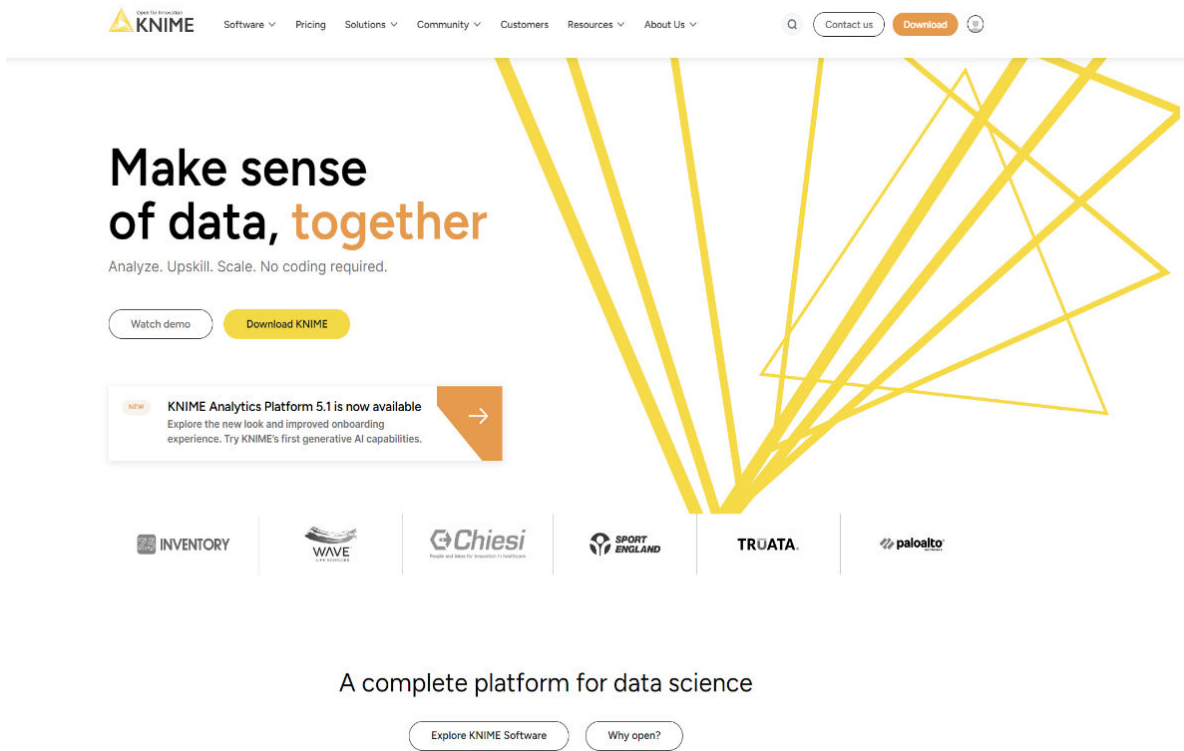 Open for Innovation
KNIME
Software
Pricing
Solutions
Community
Customers
Resources
About Us
Contact us
Download
Make sense
of data, together
Analyze. Upskill. Scale. No coding required.
Watch demo
Download KNIME
NEW
KNIME Analytics Platform 5.1 is now available
Explore the new look and improved onboarding
experience. Try KNIME's first generative AI capabilities.
INVENTORY
WAVE
LIFE SCIENCES
Chiesi
People and ideas for innovation in healthcare
SPORT
ENGLAND
TRŪATA.
paloalto
NETWORKS
A complete platform for data science
Explore KNIME Software
Why open?